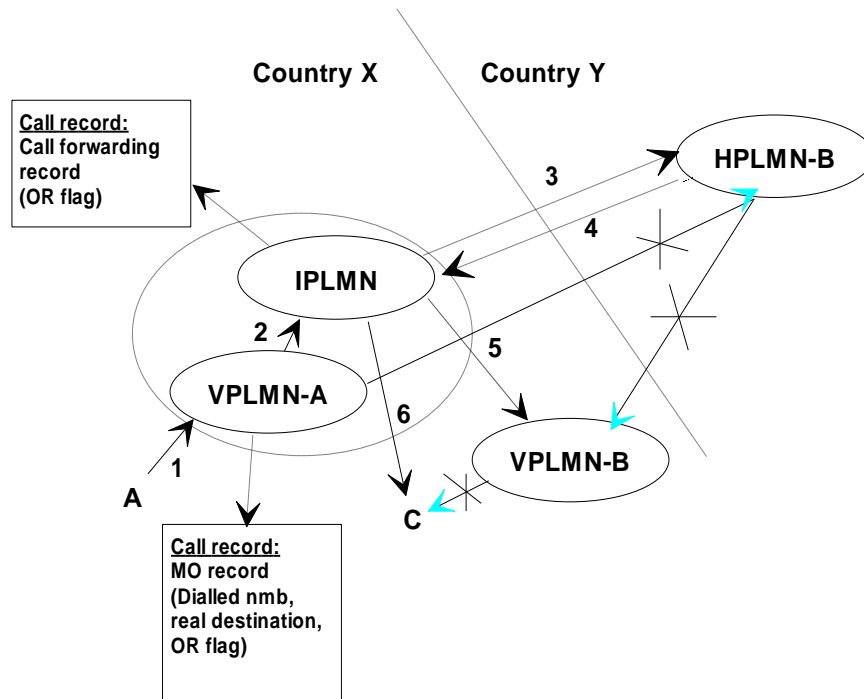 Country X
Country Y
Call record:
Call forwarding
record
(OR flag)
HPLMN-B
3
4
IPLMN
2
5
VPLMN-A
6
VPLMN-B
1
A
C
Call record:
MO record
(Dialled nmb,
real destination,
OR flag)